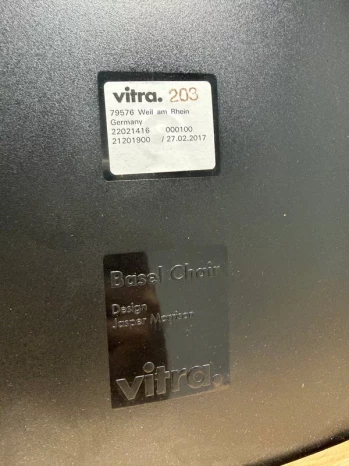 vitra. 203
79576 Weil am Rhein
Germany
22021416 000100
21201900 / 27.02.2017
Basel Chair
Design
Jasper Morrison
vitra.